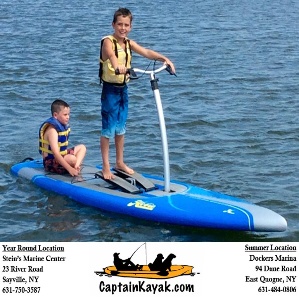 Year Round Location
Stein's Marine Center
23 River Road
Sayville, NY
631-750-3587
CaptainKayak.com
Summer Location
Dockers Marina
94 Dune Road
East Quogue, NY
631-484-0806